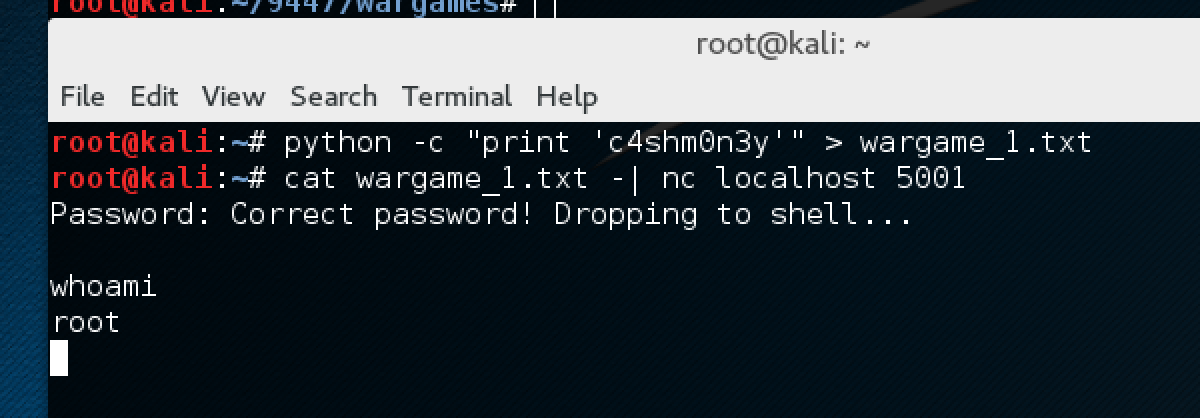 root@kali:~/9447/wargames#
root@kali: ~
File Edit View Search Terminal Help
root@kali:~# python -c "print 'c4shm0n3y'" > wargame_1.txt
root@kali:~# cat wargame_1.txt -| nc localhost 5001
Password: Correct password! Dropping to shell...
whoami
root